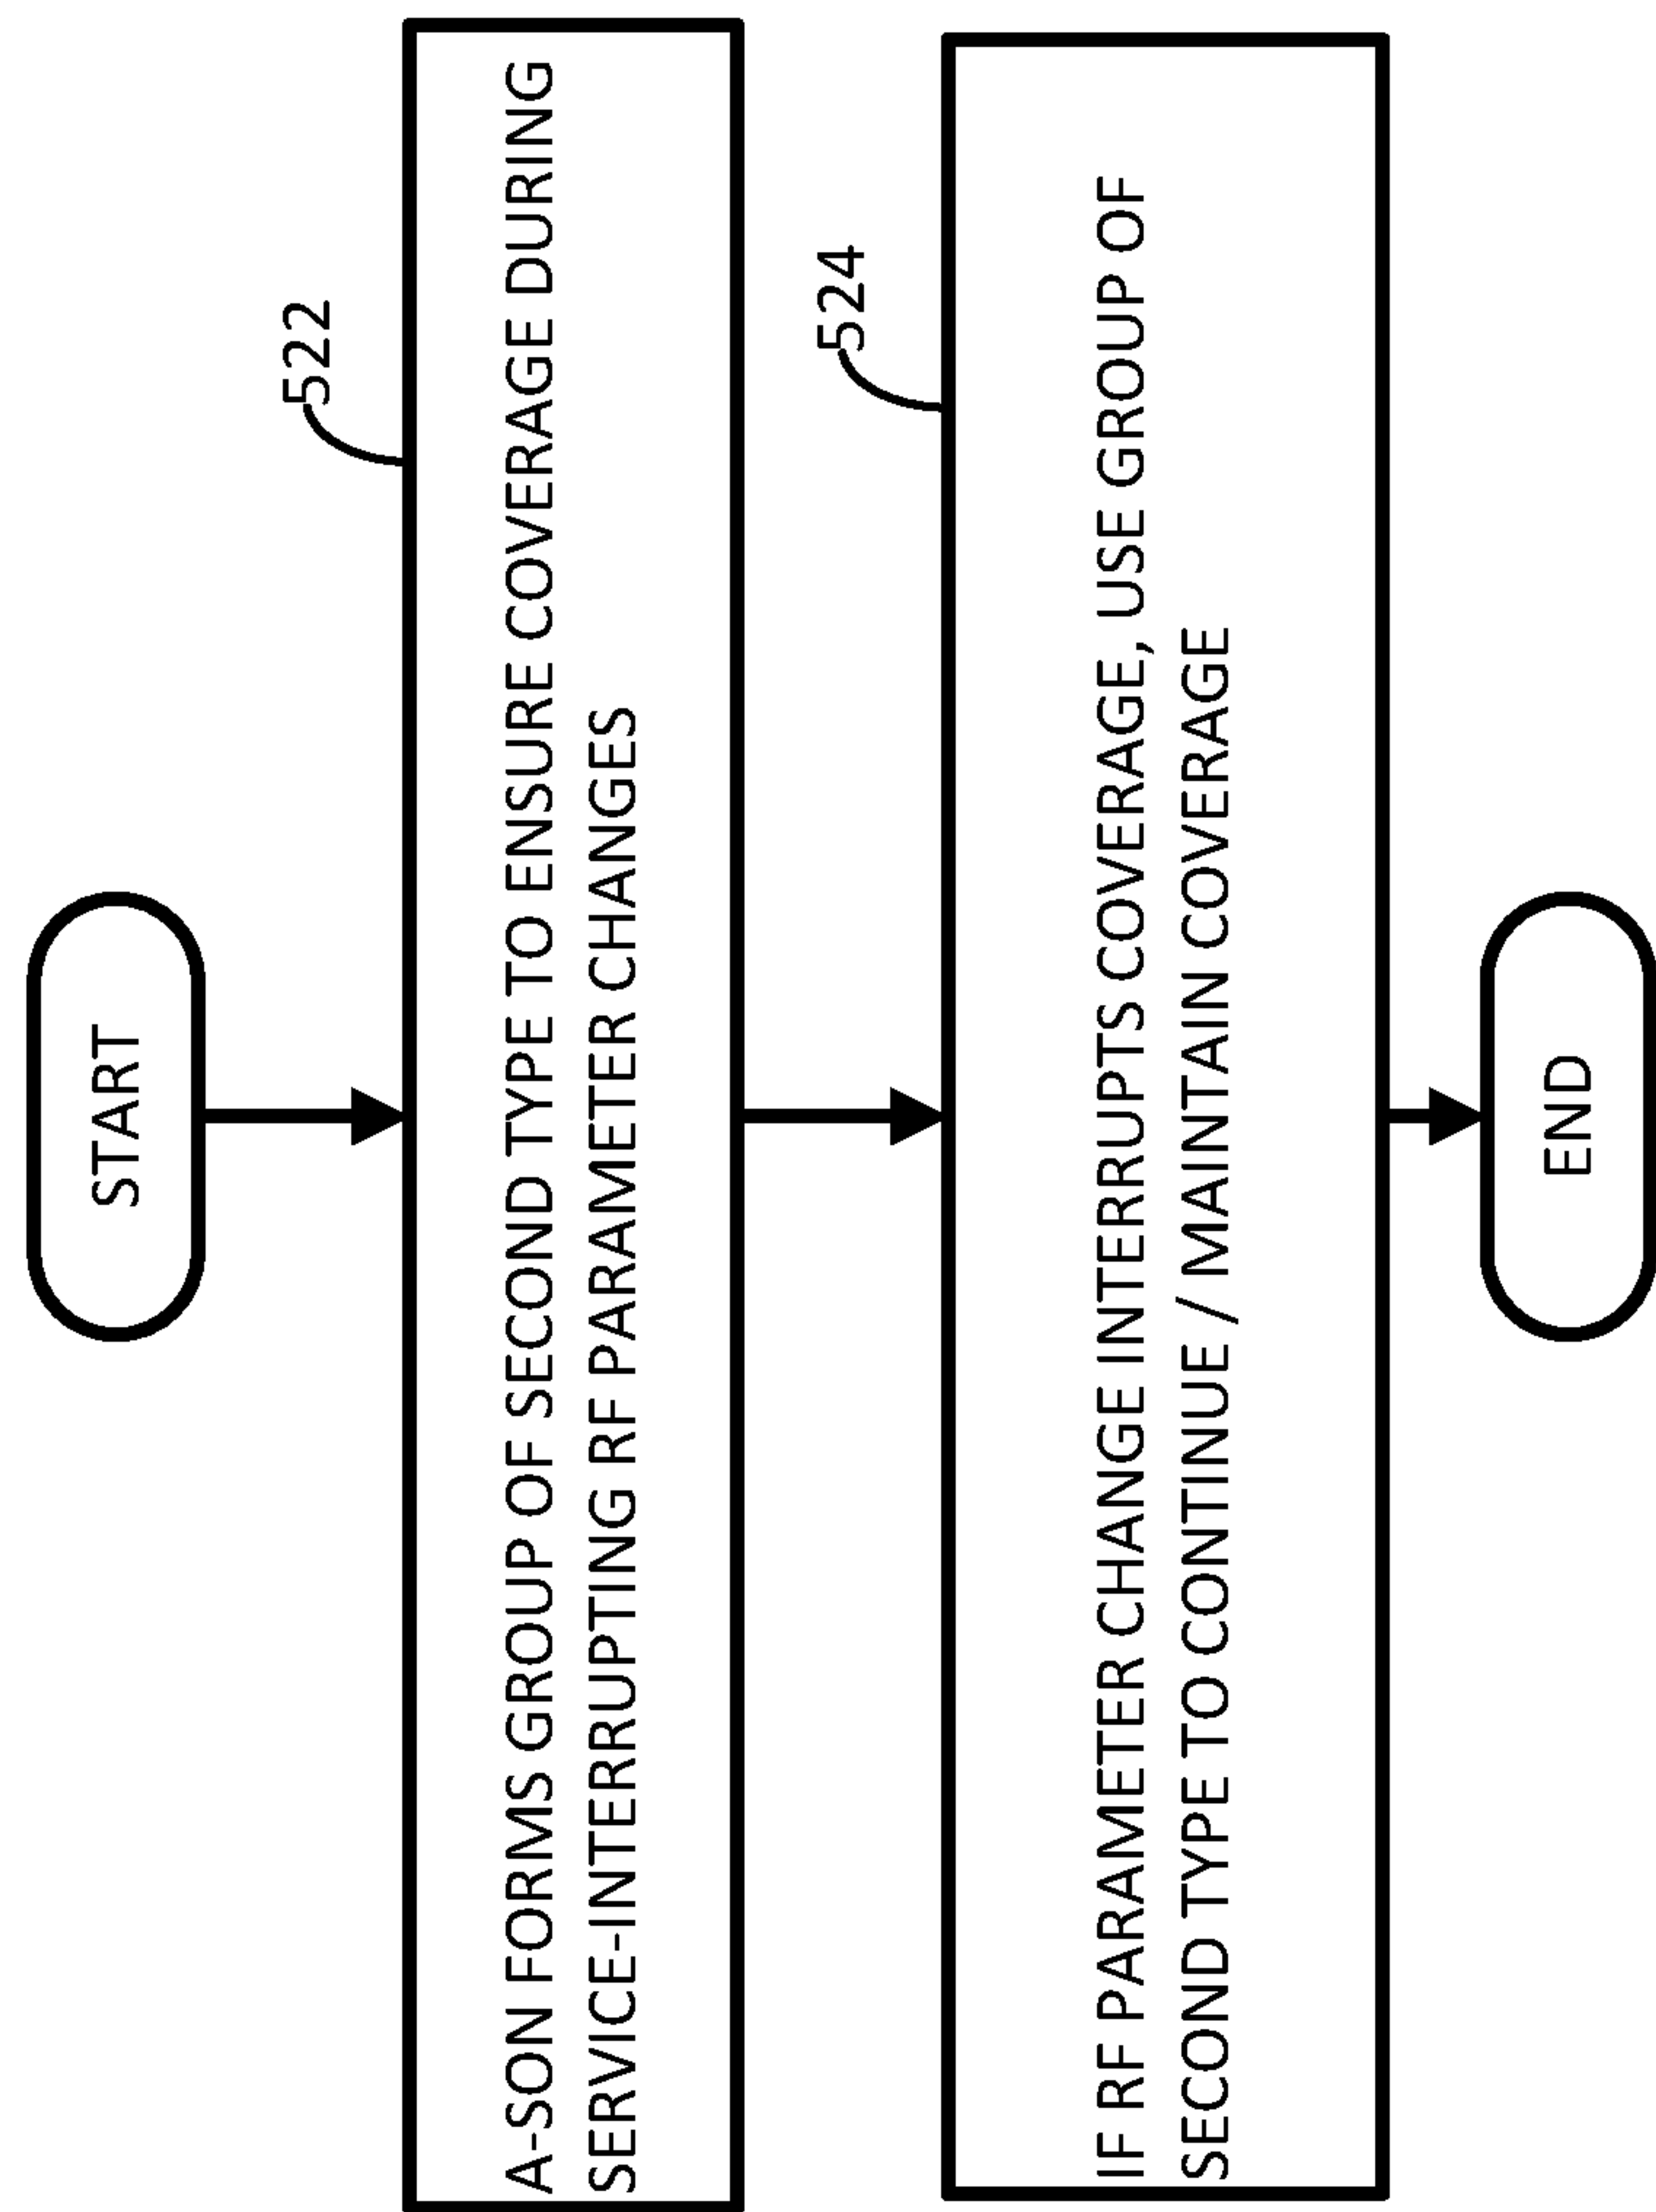 START
522
A-SON FORMS GROUP OF SECOND TYPE TO ENSURE COVERAGE DURING
SERVICE-INTERRUPTING RF PARAMETER CHANGES
524
IF RF PARAMETER CHANGE INTERRUPTS COVERAGE, USE GROUP OF
SECOND TYPE TO CONTINUE / MAINTAIN COVERAGE
END